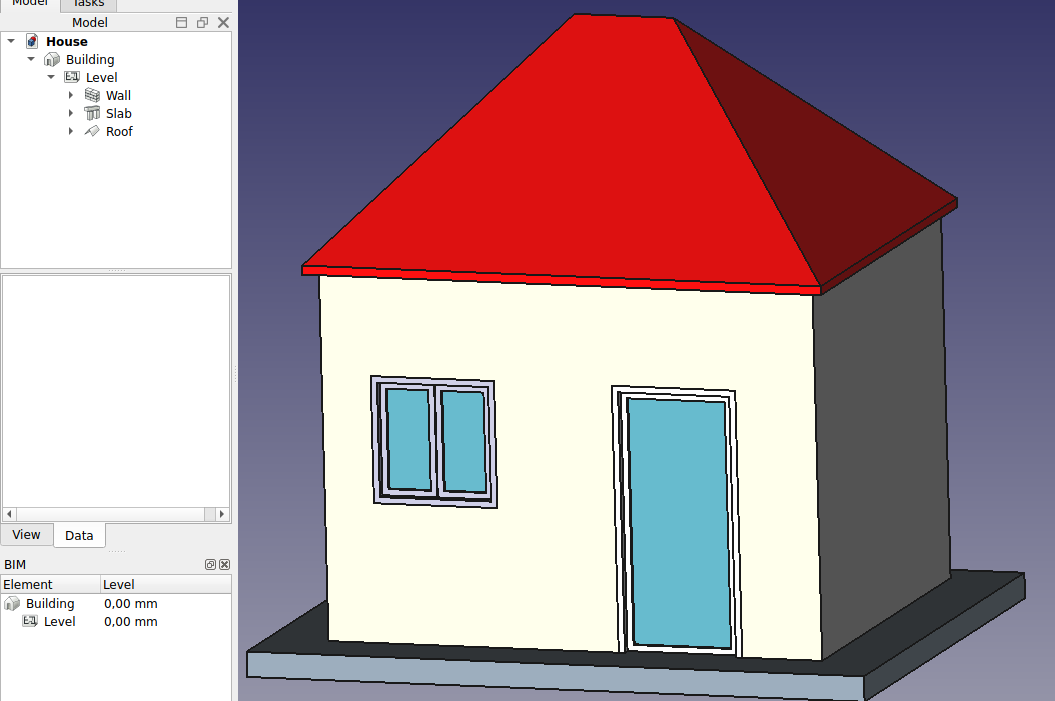 Model Tasks
Model
House
Building
Level
Wall
Slab
Roof
View Data
BIM
Element Level
Building 0,00 mm
Level 0,00 mm